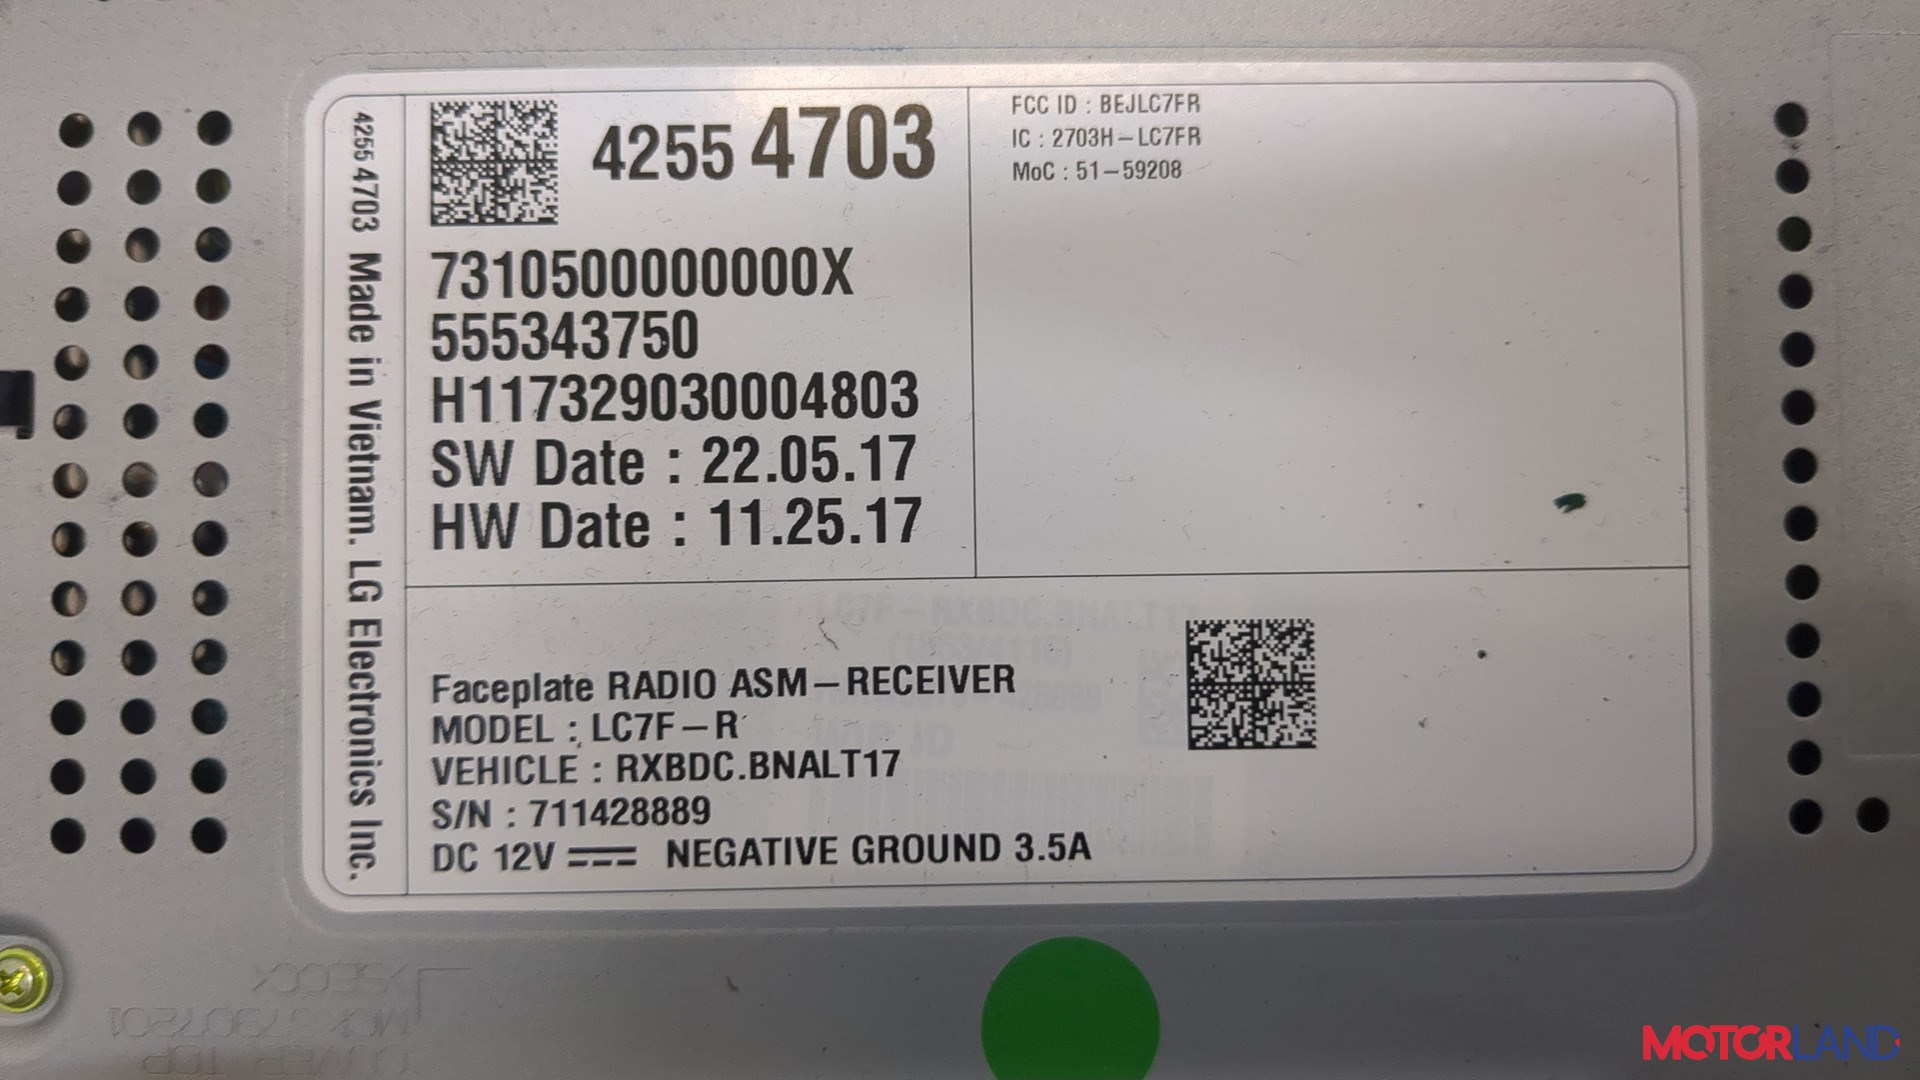 4255 4703 Made in Vietnam. LG Electronics Inc.
4255 4703
7310500000000X
555343750
H117329030004803
SW Date : 22.05.17
HW Date : 11.25.17
FCC ID : BEJLC7FR
IC : 2703H-LC7FR
MoC : 51-59208
Faceplate RADIO ASM-RECEIVER
MODEL : LC7F-R
VEHICLE : RXBDC.BNALT17
S/N : 711428889
DC 12V NEGATIVE GROUND 3.5A
MOTORLAND